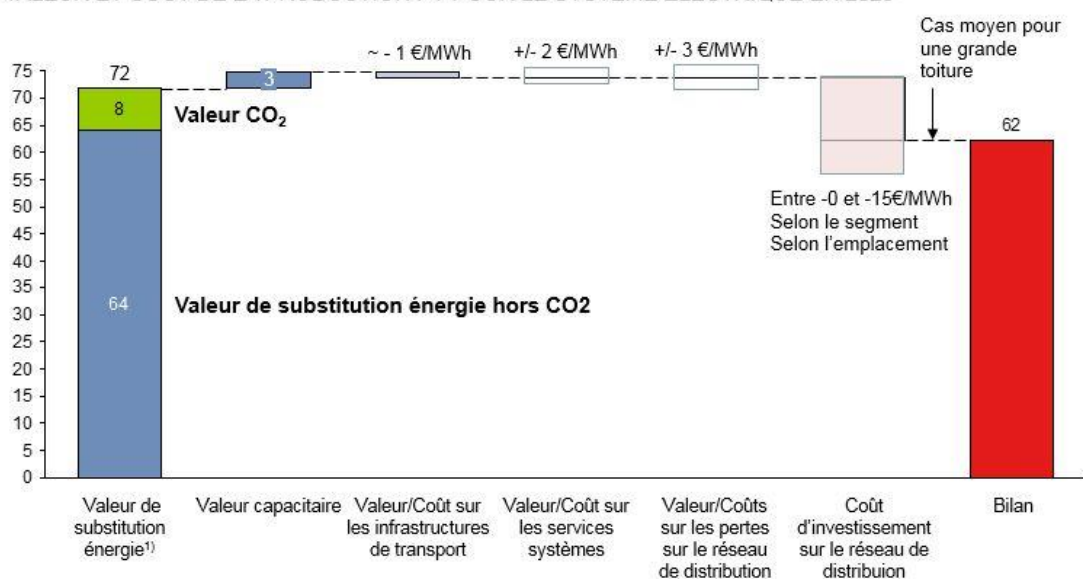 Cas moyen pour
une grande
toiture
~ - 1 €/MWh
+/- 2 €/MWh
+/- 3 €/MWh
75
70
65
60
55
50
45
40
35
30
25
20
15
10
5
0
72
8
64
3
62
Valeur CO2
Valeur de substitution énergie hors CO2
Entre -0 et -15€/MWh
Selon le segment
Selon l'emplacement
Valeur de
substitution
énergie1)
Valeur capacitaire
Valeur/Coût sur
les infrastructures
de transport
Valeur/Coût sur
les services
systèmes
Valeur/Coûts
sur les pertes
sur le réseau
de distribution
Coût
d'investissement
sur le réseau de
distribuion
Bilan